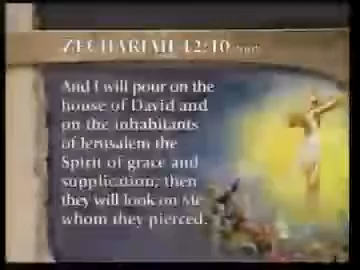 ZECHARIAH 12:10
And I will pour on the
house of David and
on the inhabitants
of Jerusalem the
Spirit of grace and
supplication; then
they will look on Me
whom they pierced.